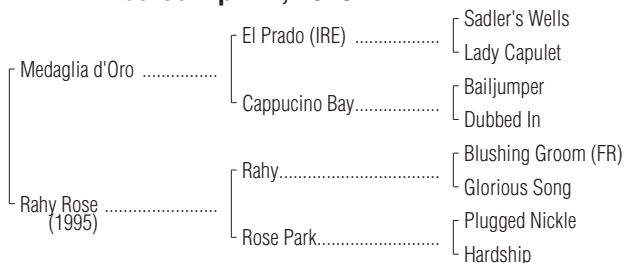 Sadler's Wells
El Prado (IRE) ...................
Lady Capulet
Medaglia d'Oro ................
Bailjumper
Cappucino Bay....................
Dubbed In
Blushing Groom (FR)
Rahy......................................
Glorious Song
Rahy Rose ........................
(1995)
Plugged Nickle
Rose Park.............................
Hardship